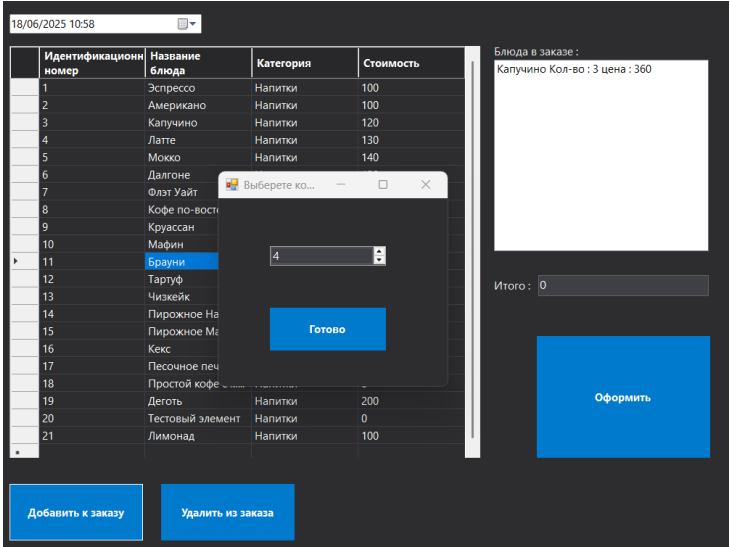 18/06/2025 10:58
Идентификационн номер Название блюда Категория Стоимость
1 Эспрессо Напитки 100
2 Американо Напитки 100
3 Капучино Напитки 120
4 Латте Напитки 130
5 Мокко Напитки 140
6 Далгоне
7 Флэт Уайт
8 Кофе по-вост
9 Круассан
10 Мафин
11 Брауни
12 Тартуф
13 Чизкейк
14 Пирожное На
15 Пирожное Ма
16 Кекс
17 Песочное печ
18 Простой кофе
19 Деготь Напитки 200
20 Тестовый элемент Напитки 0
21 Лимонад Напитки 100
Выберете ко...
4
Готово
Блюда в заказе :
Капучино Кол-во : 3 цена : 360
Итого : 0
Оформить
Добавить к заказу
Удалить из заказа